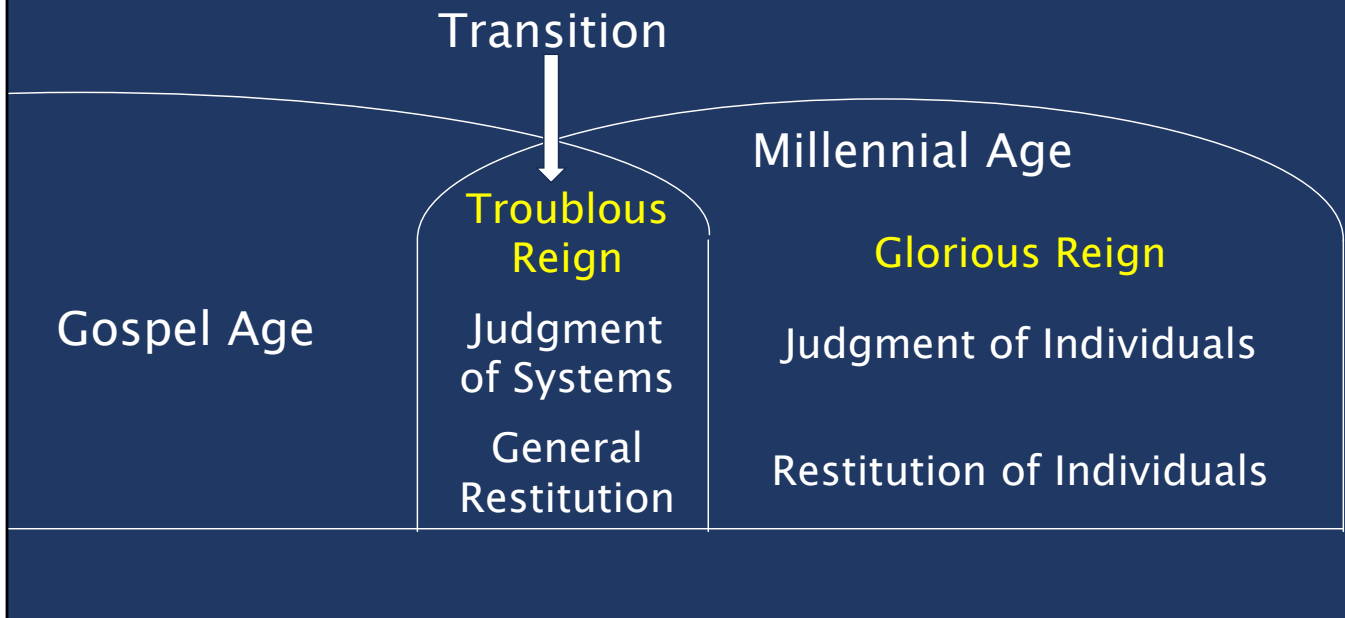 Transition
Millennial Age
Troublous
Reign
Glorious Reign
Gospel Age
Judgment
of Systems
Judgment of Individuals
General
Restitution
Restitution of Individuals